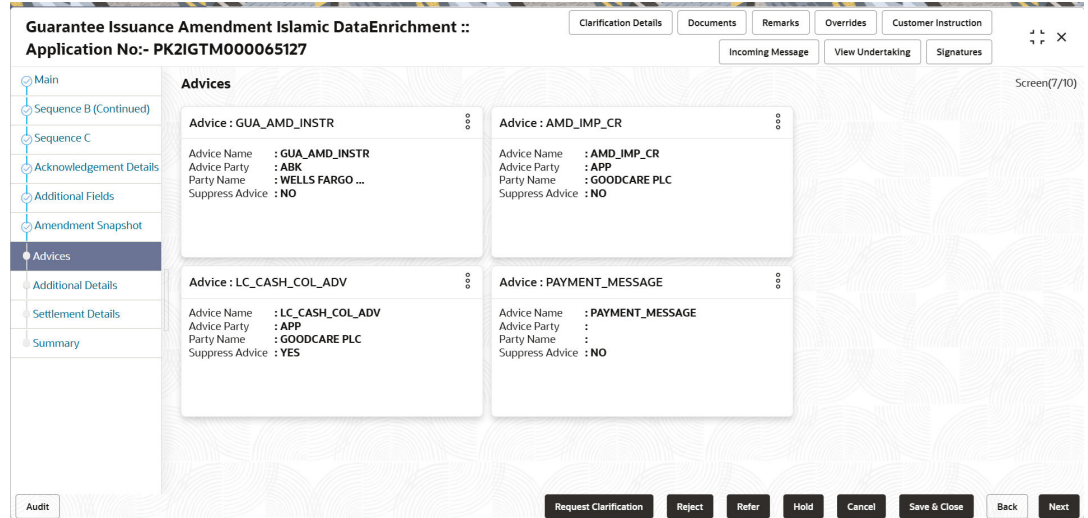 Guarantee Issuance Amendment Islamic DataEnrichment ::
Application No:- PK2IGTM000065127
Clarification Details
Documents
Remarks
Overrides
Customer Instruction
Incoming Message
View Undertaking
Signatures
Main
Sequence B (Continued)
Sequence C
Acknowledgement Details
Additional Fields
Amendment Snapshot
Advices
Additional Details
Settlement Details
Summary
Advices
Screen(7/10)
Advice : GUA_AMD_INSTR
Advice Name : GUA_AMD_INSTR
Advice Party : ABK
Party Name : WELLS FARGO ...
Suppress Advice : NO
Advice : AMD_IMP_CR
Advice Name : AMD_IMP_CR
Advice Party : APP
Party Name : GOODCARE PLC
Suppress Advice : NO
Advice : LC_CASH_COL_ADV
Advice Name : LC_CASH_COL_ADV
Advice Party : APP
Party Name : GOODCARE PLC
Suppress Advice : YES
Advice : PAYMENT_MESSAGE
Advice Name : PAYMENT_MESSAGE
Advice Party :
Party Name :
Suppress Advice : NO
Audit
Request Clarification
Reject
Refer
Hold
Cancel
Save & Close
Back
Next